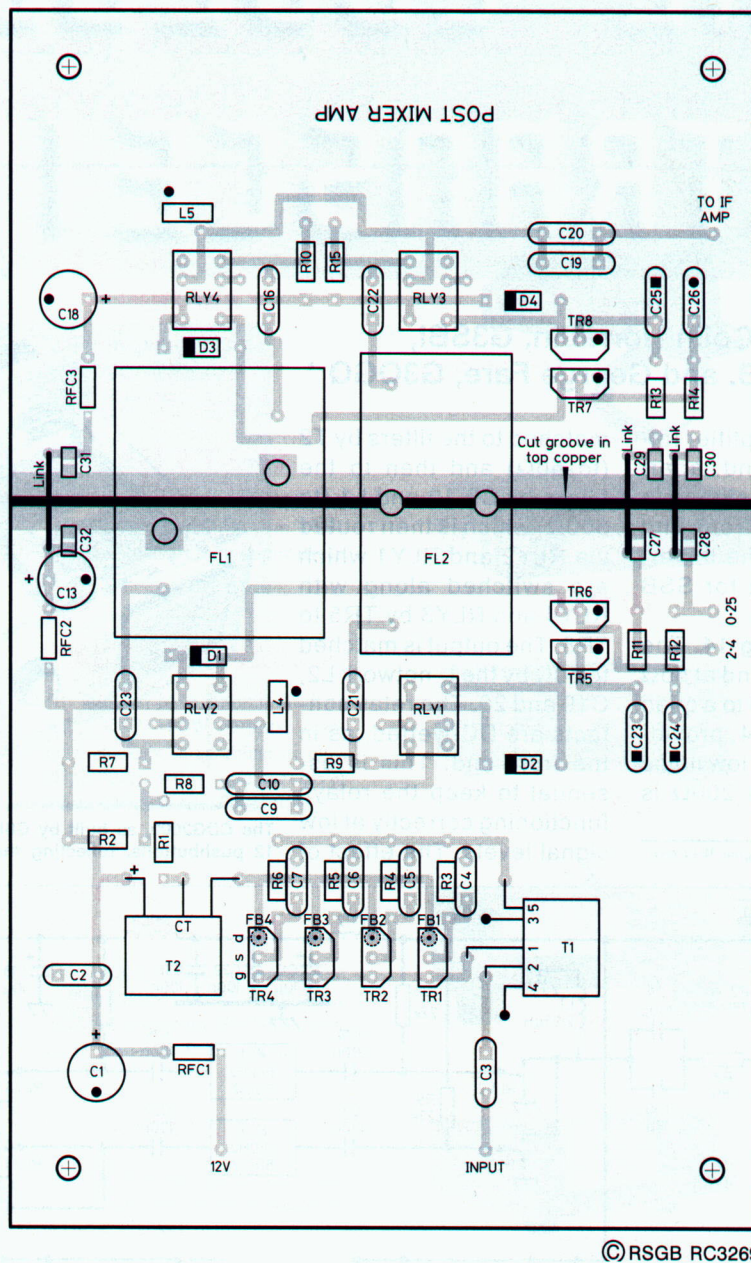 POST MIXER AMP
L5
TO IF
AMP
C20
R10
R15
C19
C18
+
RLY4
C16
C22
RLY3
D4
C25
C26
TR8
D3
RFC3
TR7
R13
R14
Cut groove in
top copper
Link
C31
Link
C29
Link
C30
C32
C27
C28
+
C13
FL1
FL2
TR6
0-25
RFC2
D1
R11
R12
2-4
TR5
C23
RLY2
L4
C21
RLY1
C23
C24
R7
R9
D2
R8
C10
C9
R2
R1
+
R6
C7
R5
C6
R4
C5
R3
C4
CT
FB4
FB3
FB2
FB1
3 5
T2
d
s
g
T1
1
4 2
C2
TR4
TR3
TR2
TR1
+
C1
RFC1
C3
12V
INPUT
© RSGB RC3269